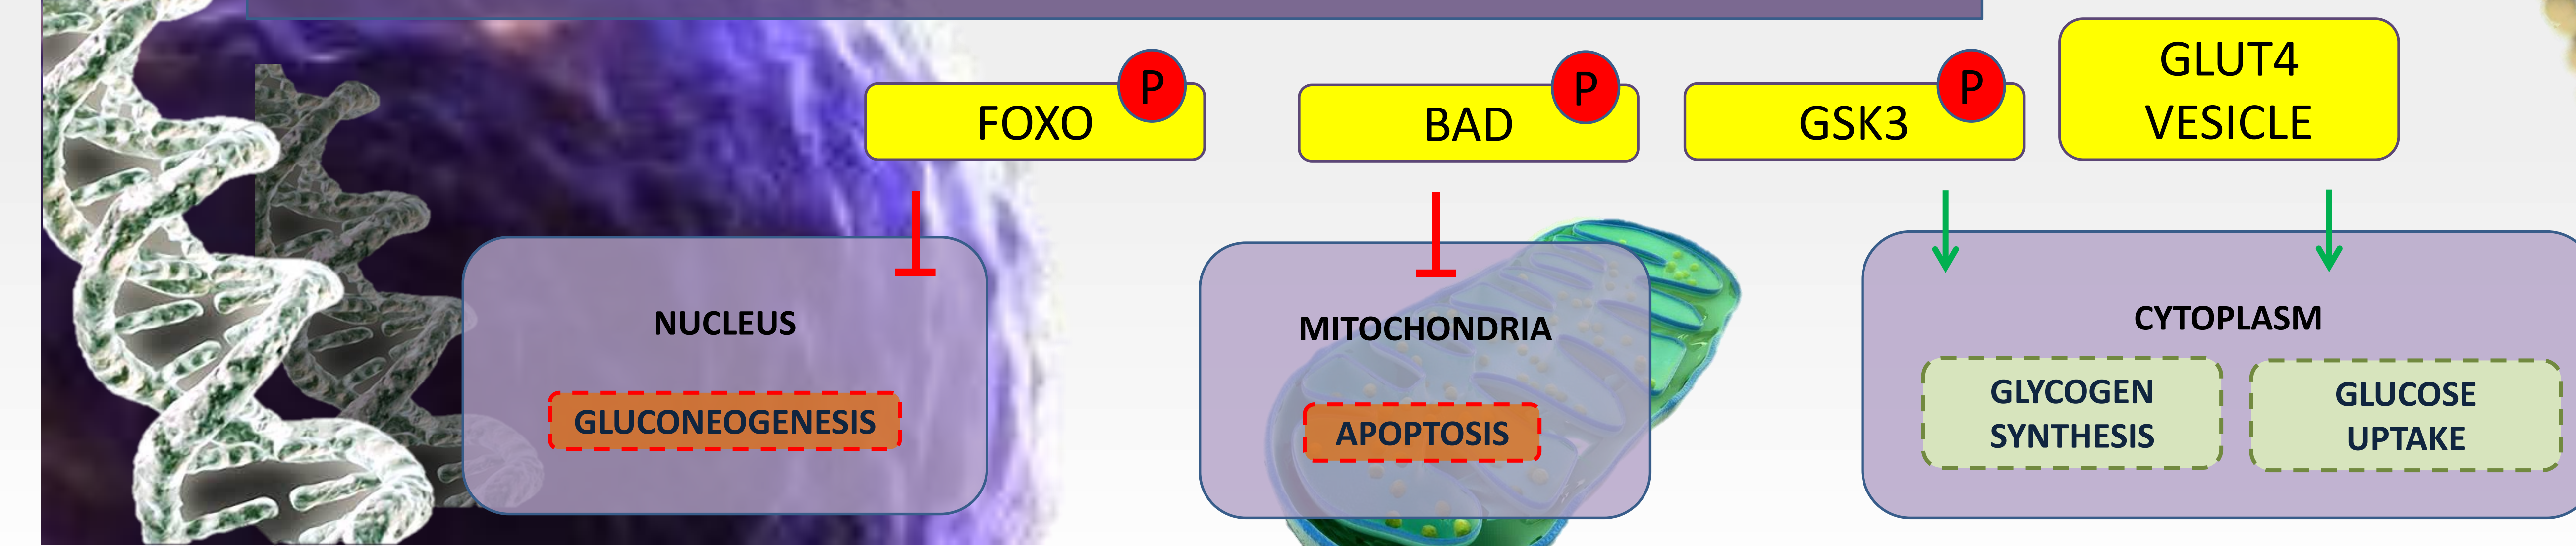 FOXO
P
BAD
P
GSK3
P
GLUT4
VESICLE
NUCLEUS
GLUCONEOGENESIS
MITOCHONDRIA
APOPTOSIS
CYTOPLASM
GLYCOGEN
SYNTHESIS
GLUCOSE
UPTAKE